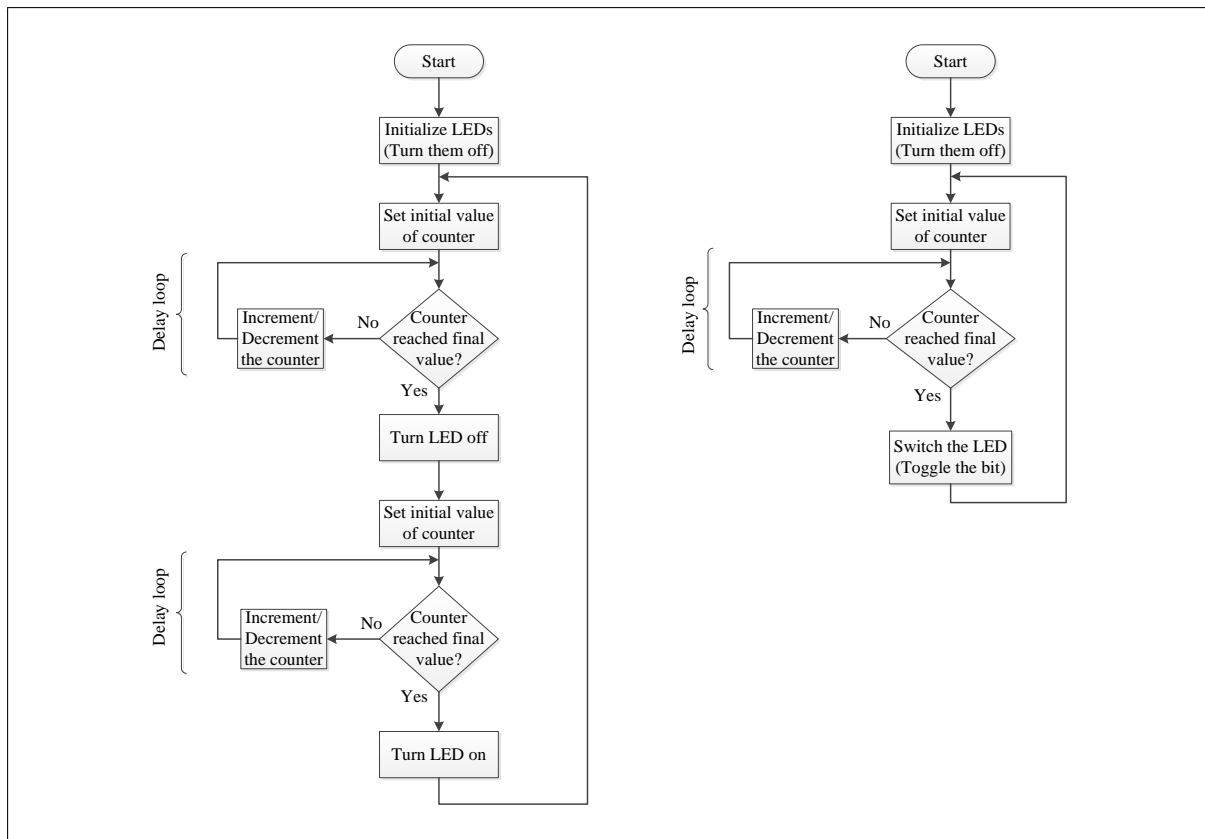 Start
Initialize LEDs
(Turn them off)
Set initial value
of counter
Delay loop
Increment/
Decrement
the counter
No
Counter
reached final
value?
Yes
Turn LED off
Set initial value
of counter
Delay loop
Increment/
Decrement
the counter
No
Counter
reached final
value?
Yes
Turn LED on
Start
Initialize LEDs
(Turn them off)
Set initial value
of counter
Delay loop
Increment/
Decrement
the counter
No
Counter
reached final
value?
Yes
Switch the LED
(Toggle the bit)